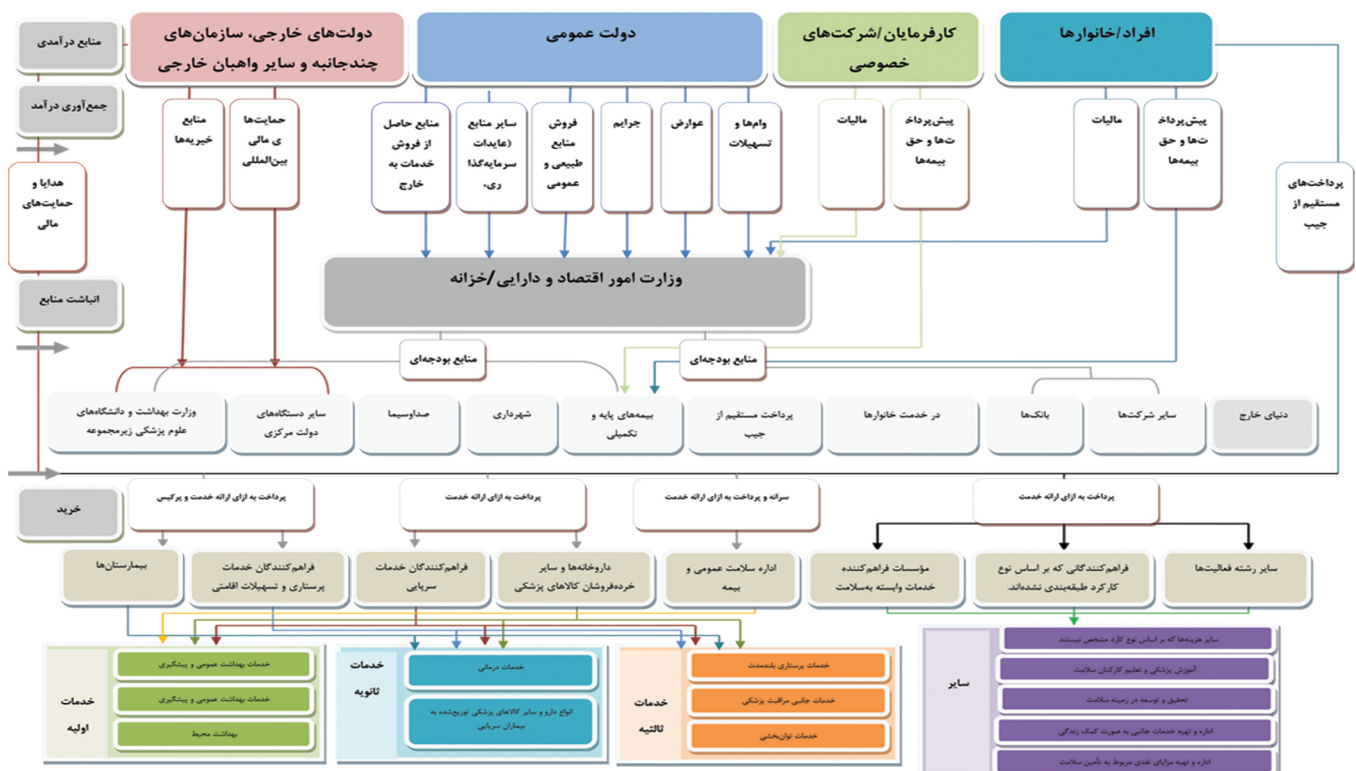 منابع درآمدی
دولت‌های خارجی، سازمان‌های
چندجانبه و سایر واهبان خارجی
دولت عمومی
کارفرمایان/شرکت‌های
خصوصی
افراد/خانوارها
جمع‌آوری درآمد
منابع
خیریه‌ها
حمایت‌ها
ی مالی
بین‌المللی
منابع حاصل
از فروش
خدمات به
خارج
سایر منابع
(عایدات
سرمایه‌گذا
ری،
فروش
منابع
طبیعی و
عمومی
جرایم
عوارض
وام‌ها و
تسهیلات
مالیات
پیش‌پرداخ
ت‌ها و حق
بیمه‌ها
مالیات
پیش‌پرداخ
ت‌ها و حق
بیمه‌ها
پرداخت‌های
مستقیم از
جیب
هدایا و
حمایت‌های
مالی
انباشت منابع
وزارت امور اقتصاد و دارایی/خزانه
منابع بودجه‌ای
منابع بودجه‌ای
وزارت بهداشت و دانشگاه‌های
علوم پزشکی زیرمجموعه
سایر دستگاه‌های
دولت مرکزی
صداوسیما
شهرداری
بیمه‌های پایه و
تکمیلی
پرداخت مستقیم از
جیب
در خدمت خانوارها
بانک‌ها
سایر شرکت‌ها
دنیای خارج
خرید
پرداخت به ازای ارائه خدمت و پرکیس
پرداخت به ازای ارائه خدمت
سرانه و پرداخت به ازای ارائه خدمت
پرداخت به ازای ارائه خدمت
بیمارستان‌ها
فراهم‌کنندگان خدمات
پرستاری و تسهیلات اقامتی
فراهم‌کنندگان خدمات
سرپایی
داروخانه‌ها و سایر
خرده‌فروشان کالاهای پزشکی
اداره سلامت عمومی و
بیمه
مؤسسات فراهم‌کننده
خدمات وابسته به‌سلامت
فراهم‌کنندگانی که بر اساس نوع
کارکرد طبقه‌بندی نشده‌اند.
سایر رشته فعالیت‌ها
خدمات
اولیه
خدمات بهداشت عمومی و پیشگیری
خدمات بهداشت عمومی و پیشگیری
بهداشت محیط
خدمات
ثانویه
خدمات درمانی
انواع دارو و سایر کالاهای پزشکی توزیع‌شده به
بیماران سرپایی
خدمات
ثالثیه
خدمات پرستاری بلندمدت
خدمات جانبی مراقبت پزشکی
خدمات توان‌بخشی
سایر
سایر هزینه‌ها که بر اساس نوع کارد مشخص نیستند
آموزش پزشکی و تعلیم کارکنان سلامت
تحقیق و توسعه در زمینه سلامت
اداره و تهیه خدمات جانبی به صورت کمک زندگی
اداره و تهیه مزایای نقدی مربوط به تأمین سلامت